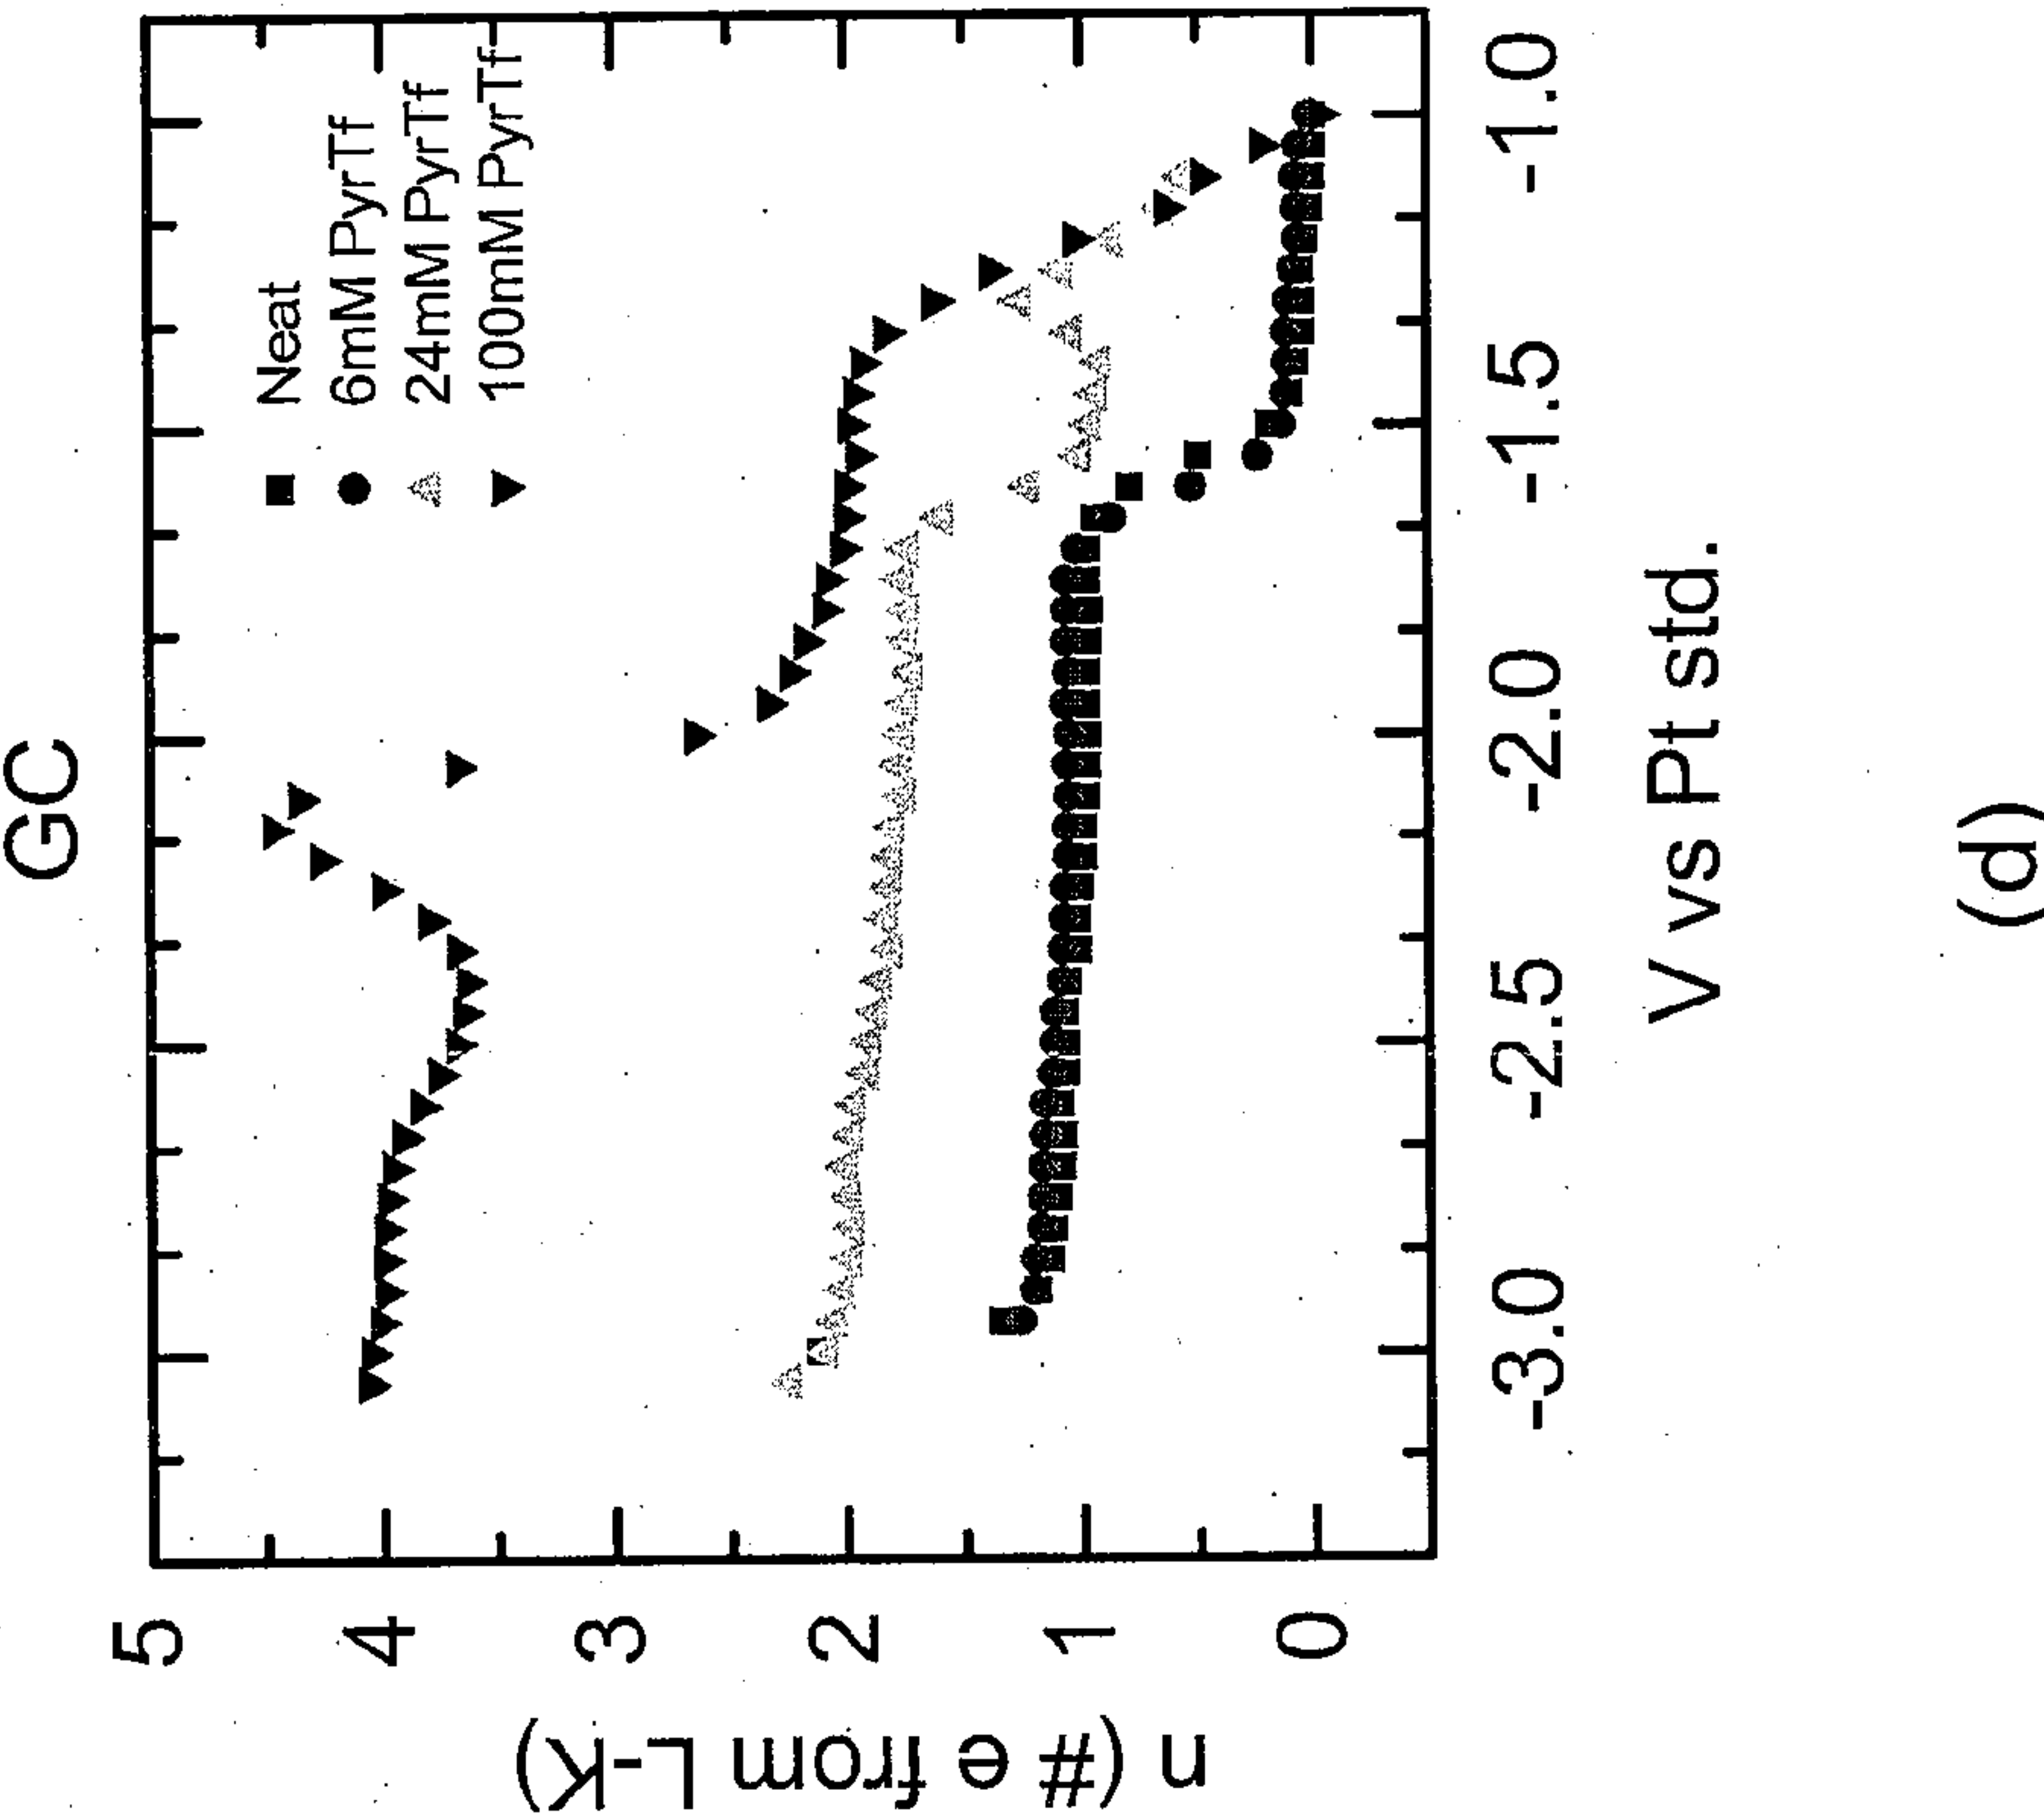 GC
n (# e from L-K)
5
4
3
2
1
0
Neat
6mM PyrTf
24mM PyrTf
100mM PyrTf
-3.0 -2.5 -2.0 -1.5 -1.0
V vs Pt std.
(d)